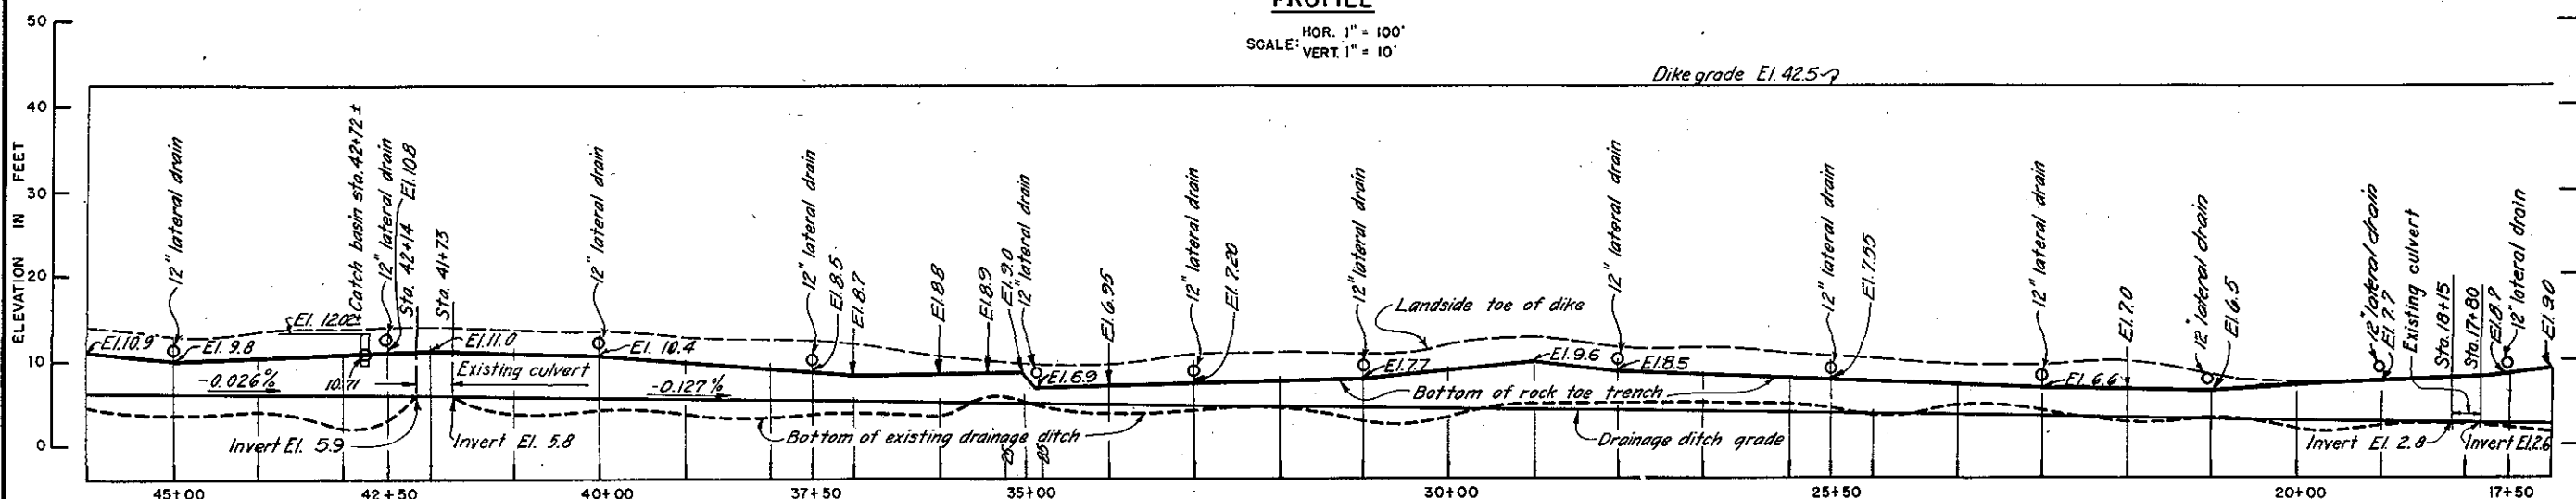 PROFILE
SCALE: HOR. 1" = 100'
VERT. 1" = 10'
ELEVATION IN FEET
50
40
30
20
10
0
Dike grade El. 42.5
12" lateral drain
Catch basin sta. 42+72 ±
12" lateral drain
Sta. 42+14 El. 10.8
Sta. 41+73
12" lateral drain
12" lateral drain
El. 8.5
El. 8.7
El. 8.8
El. 8.9
El. 9.0
12" lateral drain
El. 6.95
12" lateral drain
El. 7.20
12" lateral drain
Landside toe of dike
12" lateral drain
12" lateral drain
El. 7.55
12" lateral drain
El. 7.0
12" lateral drain
El. 6.5
12" lateral drain
El. 7.7
Existing culvert
Sta. 18+15
Sta. 17+80
12" lateral drain
El. 9.0
El. 12.02±
El. 10.9
El. 9.8
El. 11.0
El. 10.4
El. 6.9
El. 7.7
El. 9.6
El. 8.5
El. 6.6
-0.026%
10.71
Existing culvert
-0.127%
Bottom of rock toe trench
Invert El. 5.9
Invert El. 5.8
Bottom of existing drainage ditch
Drainage ditch grade
Invert El. 2.8
Invert El. 2.6
45+00
42+50
40+00
37+50
35+00
30+00
25+50
20+00
17+50